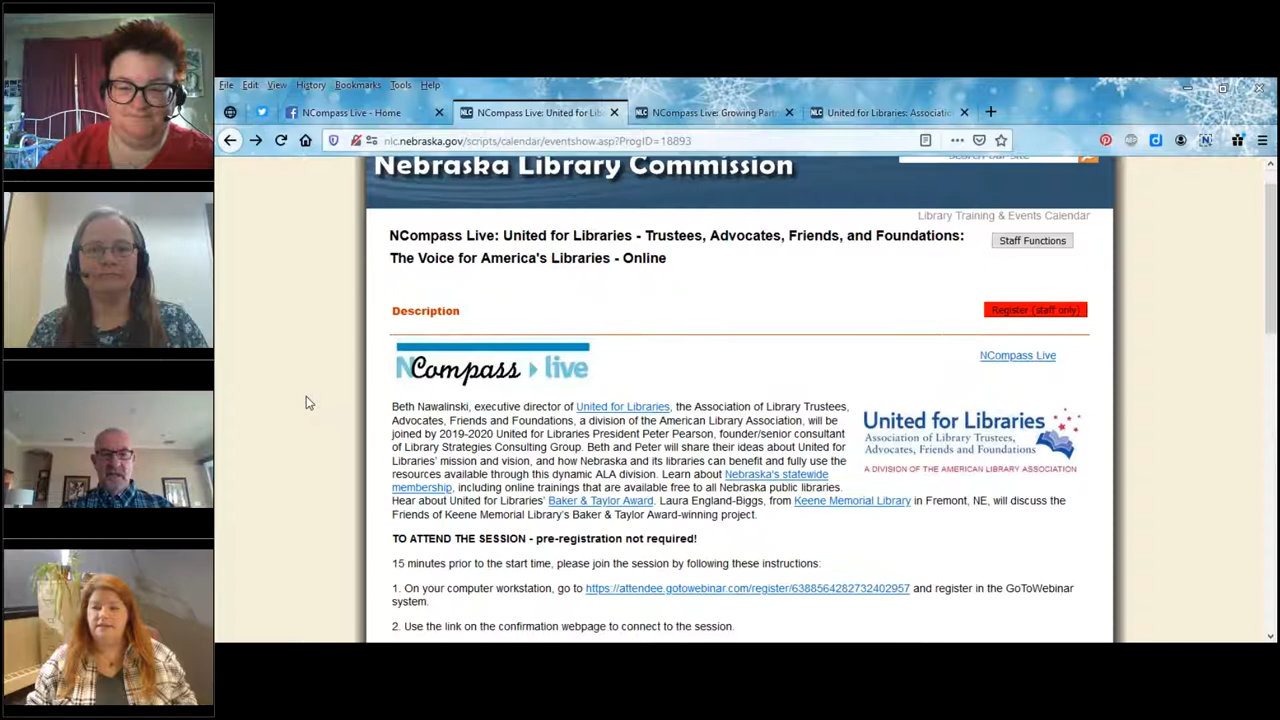 File Edit View History Bookmarks Tools Help
NCompass Live - Home
NCompass Live: United for Lib
NCompass Live: Growing Part
United for Libraries: Associati
nlc.nebraska.gov/scripts/calendar/eventshow.asp?ProgID=18893
Nebraska Library Commission
Library Training & Events Calendar
NCompass Live: United for Libraries - Trustees, Advocates, Friends, and Foundations:
The Voice for America's Libraries - Online
Staff Functions
Description
Register (staff only)
NCompass live
NCompass Live
Beth Nawalinski, executive director of United for Libraries, the Association of Library Trustees,
Advocates, Friends and Foundations, a division of the American Library Association, will be
joined by 2019-2020 United for Libraries President Peter Pearson, founder/senior consultant
of Library Strategies Consulting Group. Beth and Peter will share their ideas about United for
Libraries' mission and vision, and how Nebraska and its libraries can benefit and fully use the
resources available through this dynamic ALA division. Learn about Nebraska's statewide
membership, including online trainings that are available free to all Nebraska public libraries.
Hear about United for Libraries' Baker & Taylor Award. Laura England-Biggs, from Keene Memorial Library in Fremont, NE, will discuss the
Friends of Keene Memorial Library's Baker & Taylor Award-winning project.
United for Libraries
Association of Library Trustees,
Advocates, Friends and Foundations
A DIVISION OF THE AMERICAN LIBRARY ASSOCIATION
TO ATTEND THE SESSION - pre-registration not required!
15 minutes prior to the start time, please join the session by following these instructions:
1. On your computer workstation, go to https://attendee.gotowebinar.com/register/6388564282732402957 and register in the GoToWebinar
system.
2. Use the link on the confirmation webpage to connect to the session.